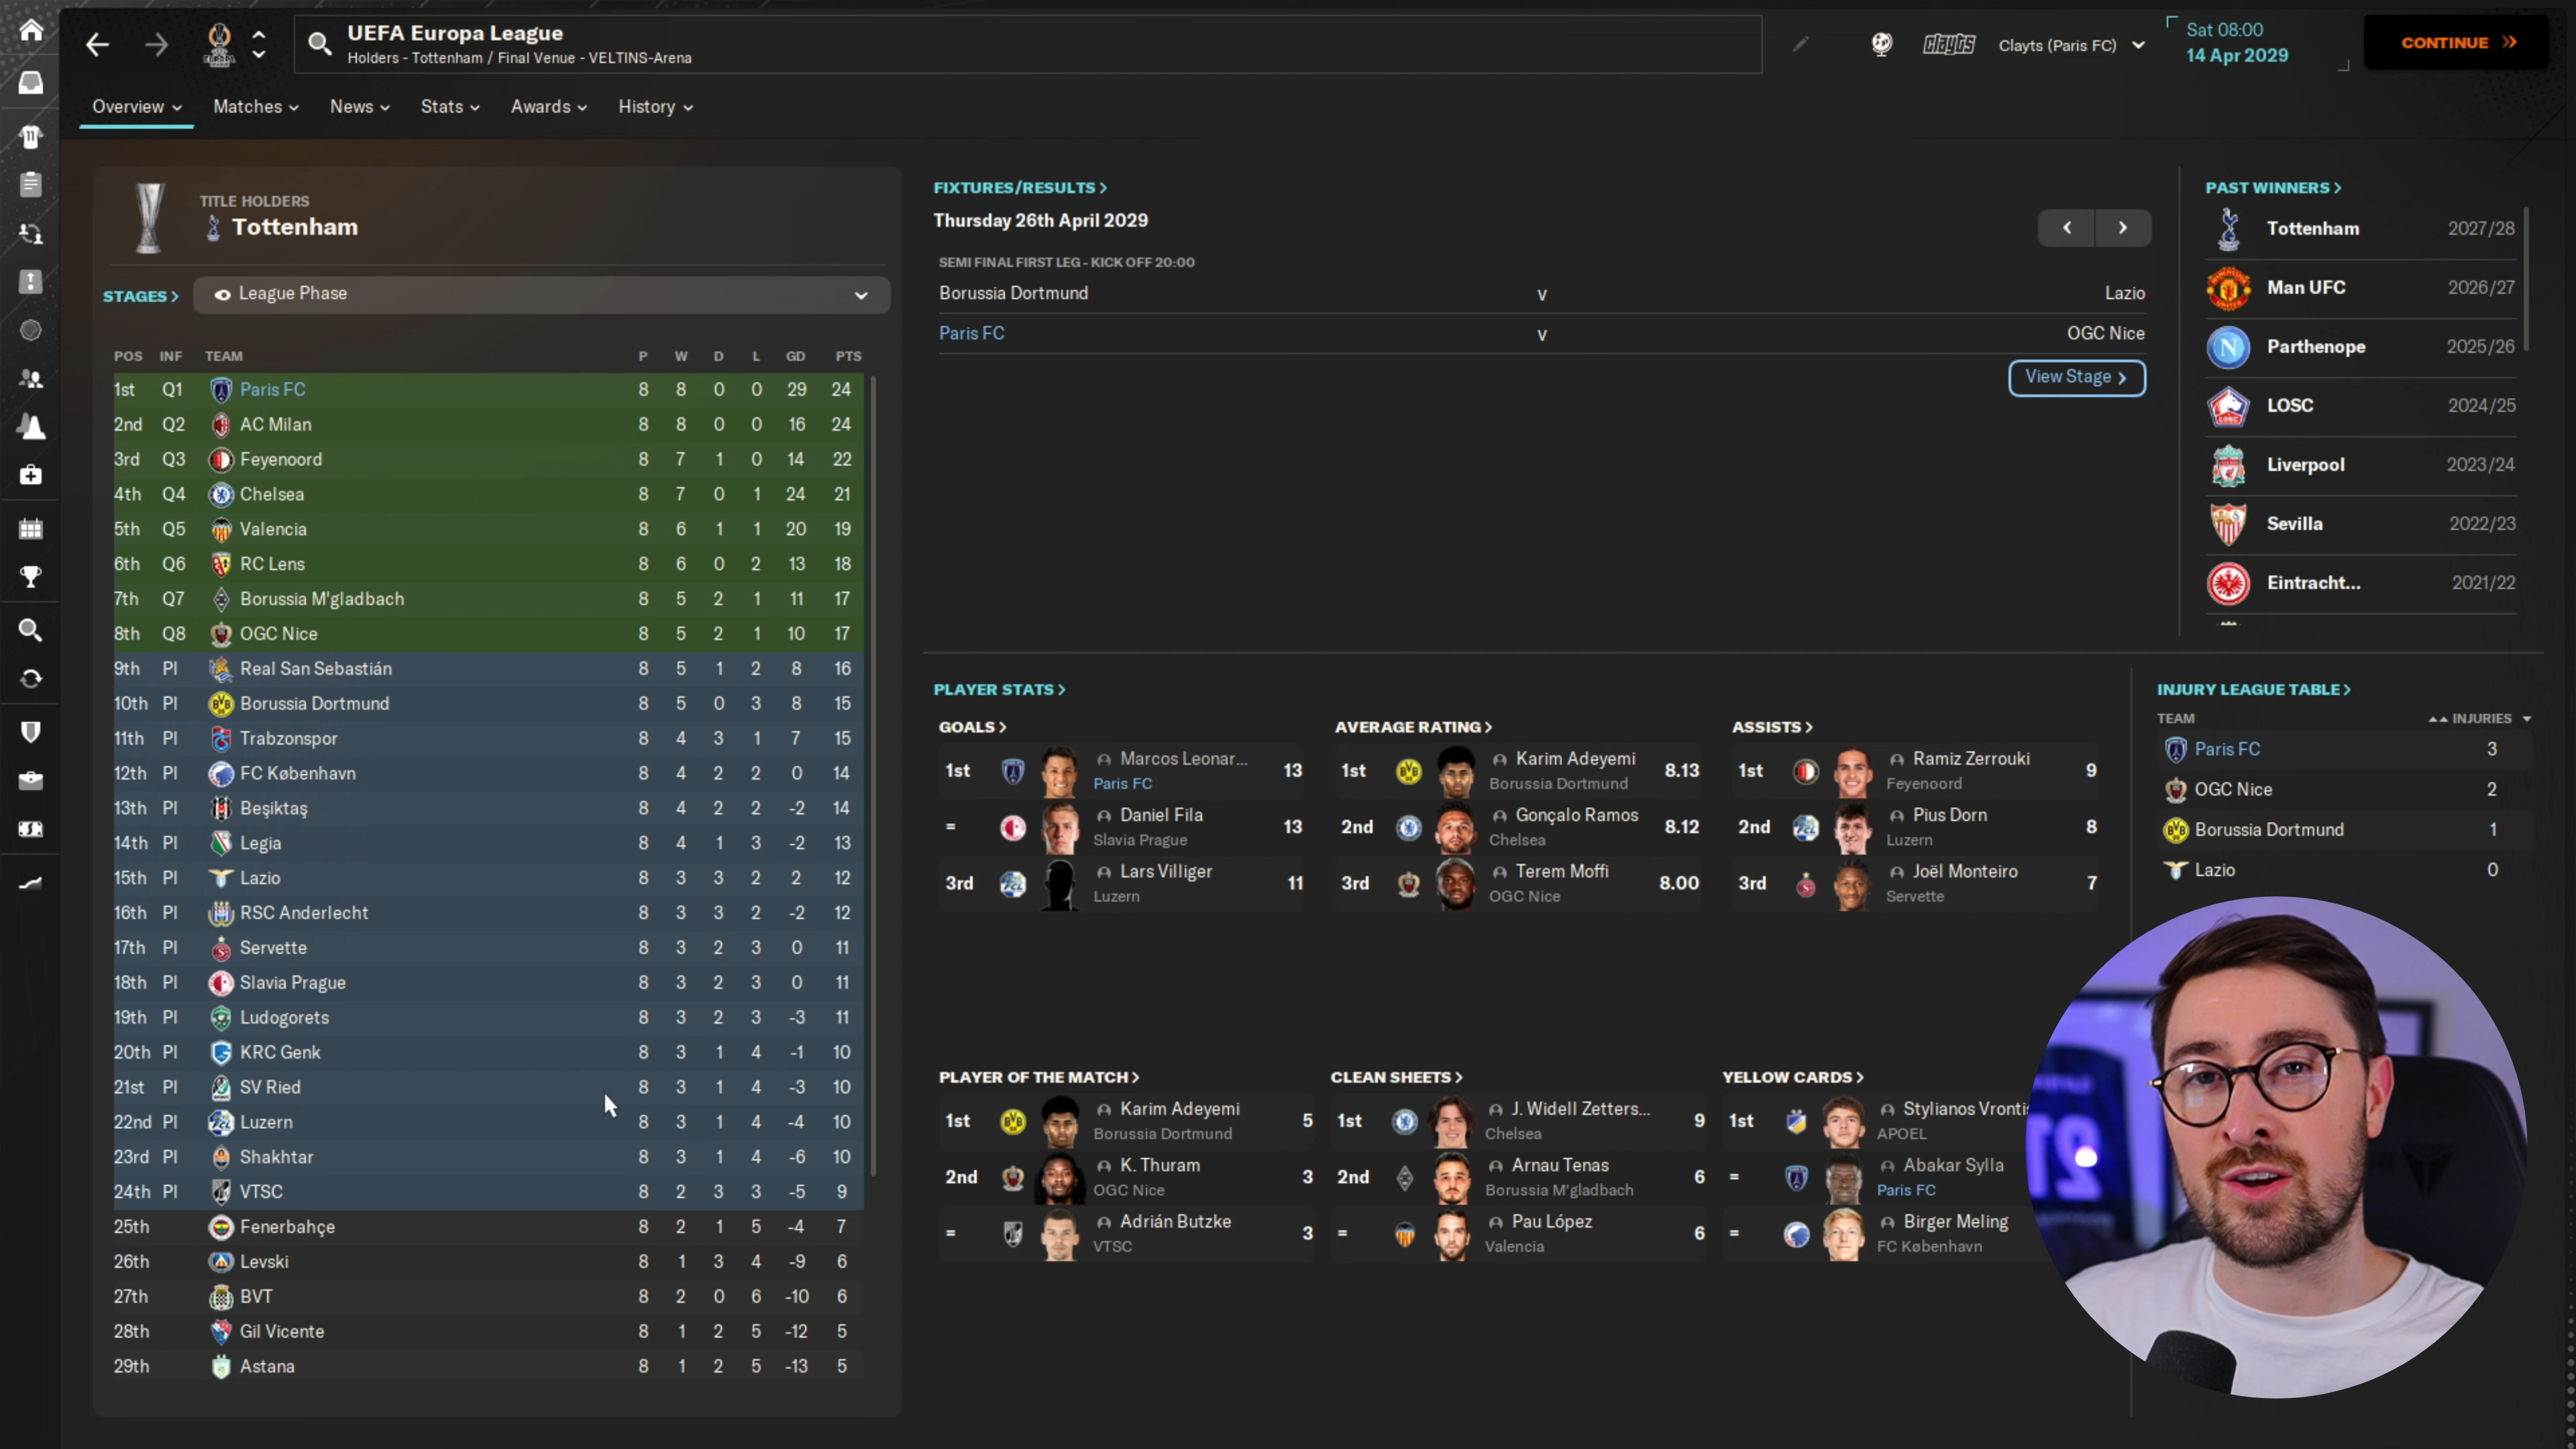 UEFA Europa League
Holders - Tottenham / Final Venue - VELTINS-Arena
clayts
Clayts (Paris FC)
Sat 08:00
14 Apr 2029
CONTINUE
Overview
Matches
News
Stats
Awards
History
TITLE HOLDERS
Tottenham
STAGES
League Phase
POS INF TEAM P W D L GD PTS
1st Q1 Paris FC 8 8 0 0 29 24
2nd Q2 AC Milan 8 8 0 0 16 24
3rd Q3 Feyenoord 8 7 1 0 14 22
4th Q4 Chelsea 8 7 0 1 24 21
5th Q5 Valencia 8 6 1 1 20 19
6th Q6 RC Lens 8 6 0 2 13 18
7th Q7 Borussia M'gladbach 8 5 2 1 11 17
8th Q8 OGC Nice 8 5 2 1 10 17
9th Pl Real San Sebastián 8 5 1 2 8 16
10th Pl Borussia Dortmund 8 5 0 3 8 15
11th Pl Trabzonspor 8 4 3 1 7 15
12th Pl FC København 8 4 2 2 0 14
13th Pl Beşiktaş 8 4 2 2 -2 14
14th Pl Legia 8 4 1 3 -2 13
15th Pl Lazio 8 3 3 2 2 12
16th Pl RSC Anderlecht 8 3 3 2 -2 12
17th Pl Servette 8 3 2 3 0 11
18th Pl Slavia Prague 8 3 2 3 0 11
19th Pl Ludogorets 8 3 2 3 -3 11
20th Pl KRC Genk 8 3 1 4 -1 10
21st Pl SV Ried 8 3 1 4 -3 10
22nd Pl Luzern 8 3 1 4 -4 10
23rd Pl Shakhtar 8 3 1 4 -6 10
24th Pl VTSC 8 2 3 3 -5 9
25th Fenerbahçe 8 2 1 5 -4 7
26th Levski 8 1 3 4 -9 6
27th BVT 8 2 0 6 -10 6
28th Gil Vicente 8 1 2 5 -12 5
29th Astana 8 1 2 5 -13 5
FIXTURES/RESULTS
Thursday 26th April 2029
SEMI FINAL FIRST LEG - KICK OFF 20:00
Borussia Dortmund v Lazio
Paris FC v OGC Nice
View Stage
PAST WINNERS
Tottenham 2027/28
Man UFC 2026/27
Parthenope 2025/26
LOSC 2024/25
Liverpool 2023/24
Sevilla 2022/23
Eintracht... 2021/22
PLAYER STATS
GOALS
1st Marcos Leonar... 13
Paris FC
= Daniel Fila 13
Slavia Prague
3rd Lars Villiger 11
Luzern
AVERAGE RATING
1st Karim Adeyemi 8.13
Borussia Dortmund
2nd Gonçalo Ramos 8.12
Chelsea
3rd Terem Moffi 8.00
OGC Nice
ASSISTS
1st Ramiz Zerrouki 9
Feyenoord
2nd Pius Dorn 8
Luzern
3rd Joël Monteiro 7
Servette
INJURY LEAGUE TABLE
TEAM INJURIES
Paris FC 3
OGC Nice 2
Borussia Dortmund 1
Lazio 0
PLAYER OF THE MATCH
1st Karim Adeyemi 5
Borussia Dortmund
2nd K. Thuram 3
OGC Nice
= Adrián Butzke 3
VTSC
CLEAN SHEETS
1st J. Widell Zetters... 9
Chelsea
2nd Arnau Tenas 6
Borussia M'gladbach
= Pau López 6
Valencia
YELLOW CARDS
1st Stylianos Vronti
APOEL
= Abakar Sylla
Paris FC
= Birger Meling
FC København